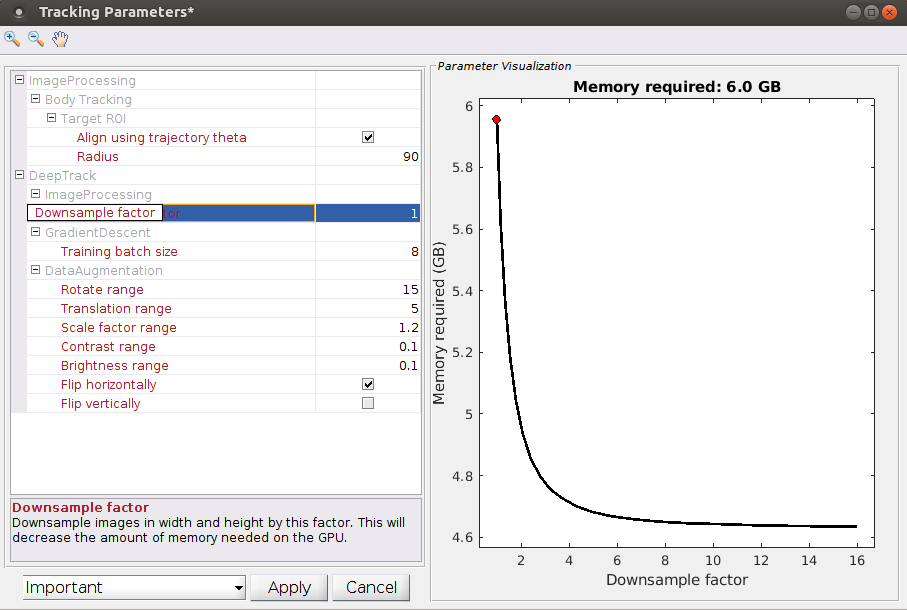 Tracking Parameters*
ImageProcessing
Body Tracking
Target ROI
Align using trajectory theta
Radius 90
DeepTrack
ImageProcessing
Downsample factor tor 1
GradientDescent
Training batch size 8
DataAugmentation
Rotate range 15
Translation range 5
Scale factor range 1.2
Contrast range 0.1
Brightness range 0.1
Flip horizontally
Flip vertically
Downsample factor
Downsample images in width and height by this factor. This will
decrease the amount of memory needed on the GPU.
Important Apply Cancel
Parameter Visualization
Memory required: 6.0 GB
6
5.8
5.6
5.4
5.2
5
4.8
4.6
Memory required (GB)
2 4 6 8 10 12 14 16
Downsample factor